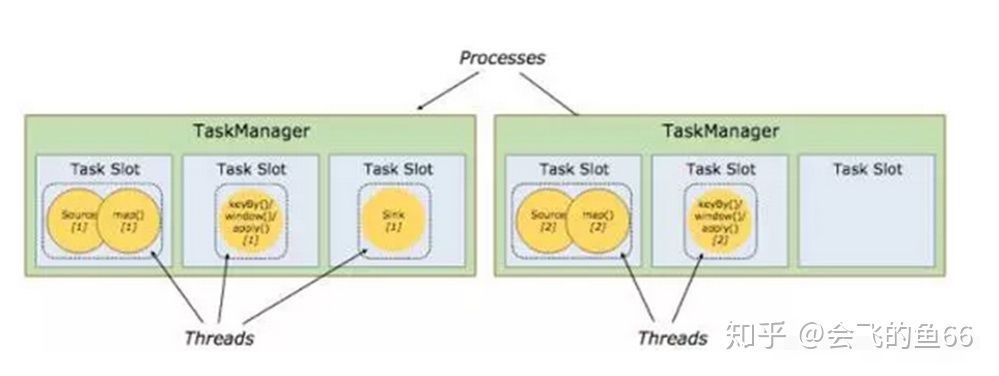 Processes
TaskManager
Task Slot
Source
[1]
map()
[1]
Task Slot
keyBy()/
window()/
apply()
[1]
Task Slot
Sink
[1]
Threads
TaskManager
Task Slot
Source
[2]
map()
[2]
Task Slot
keyBy()/
window()/
apply()
[2]
Task Slot
Threads
知乎 @会飞的鱼66